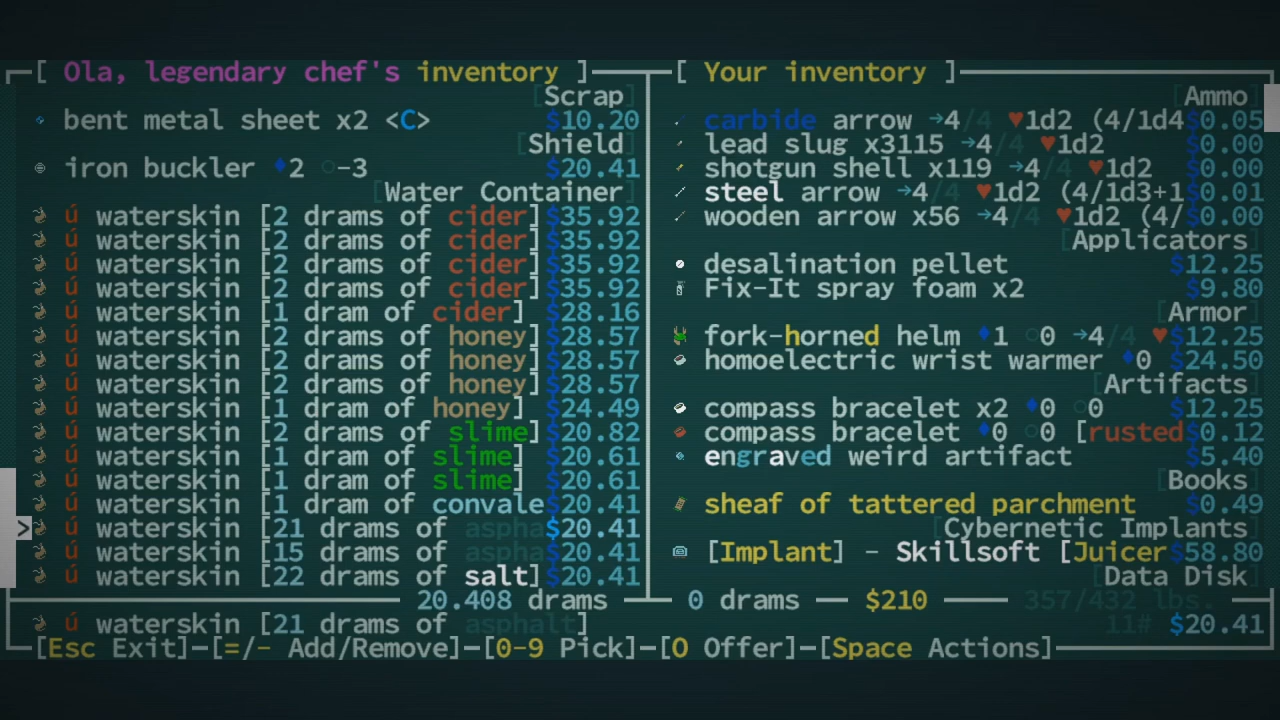 [ Ola, legendary chef's inventory ]
[Scrap]
bent metal sheet x2 <C> $10.20
[Shield]
iron buckler ♦2 ○-3 $20.41
[Water Container]
ú waterskin [2 drams of cider] $35.92
ú waterskin [2 drams of cider] $35.92
ú waterskin [2 drams of cider] $35.92
ú waterskin [2 drams of cider] $35.92
ú waterskin [1 dram of cider] $28.16
ú waterskin [2 drams of honey] $28.57
ú waterskin [2 drams of honey] $28.57
ú waterskin [2 drams of honey] $28.57
ú waterskin [1 dram of honey] $24.49
ú waterskin [2 drams of slime] $20.82
ú waterskin [1 dram of slime] $20.61
ú waterskin [1 dram of slime] $20.61
ú waterskin [1 dram of convale $20.41
> ú waterskin [21 drams of aspha $20.41
ú waterskin [15 drams of aspha $20.41
ú waterskin [22 drams of salt] $20.41
20.408 drams
[ Your inventory ]
[Ammo]
carbide arrow →4/4 ♥1d2 (4/1d4 $0.05
lead slug x3115 →4/4 ♥1d2 $0.00
shotgun shell x119 →4/4 ♥1d2 $0.00
steel arrow →4/4 ♥1d2 (4/1d3+1 $0.01
wooden arrow x56 →4/4 ♥1d2 (4/ $0.00
[Applicators]
desalination pellet $12.25
Fix-It spray foam x2 $9.80
[Armor]
fork-horned helm ♦1 ○0 →4/4 ♥ $12.25
homoelectric wrist warmer ♦0 $24.50
[Artifacts]
compass bracelet x2 ♦0 ○0 $12.25
compass bracelet ♦0 ○0 [rusted $0.12
engraved weird artifact $5.40
[Books]
sheaf of tattered parchment $0.49
[Cybernetic Implants]
[Implant] - Skillsoft [Juicer $58.80
[Data Disk]
0 drams — $210 — 357/432 lbs.
ú waterskin [21 drams of asphalt] 11# $20.41
[Esc Exit]-[=/- Add/Remove]-[0-9 Pick]-[O Offer]-[Space Actions]